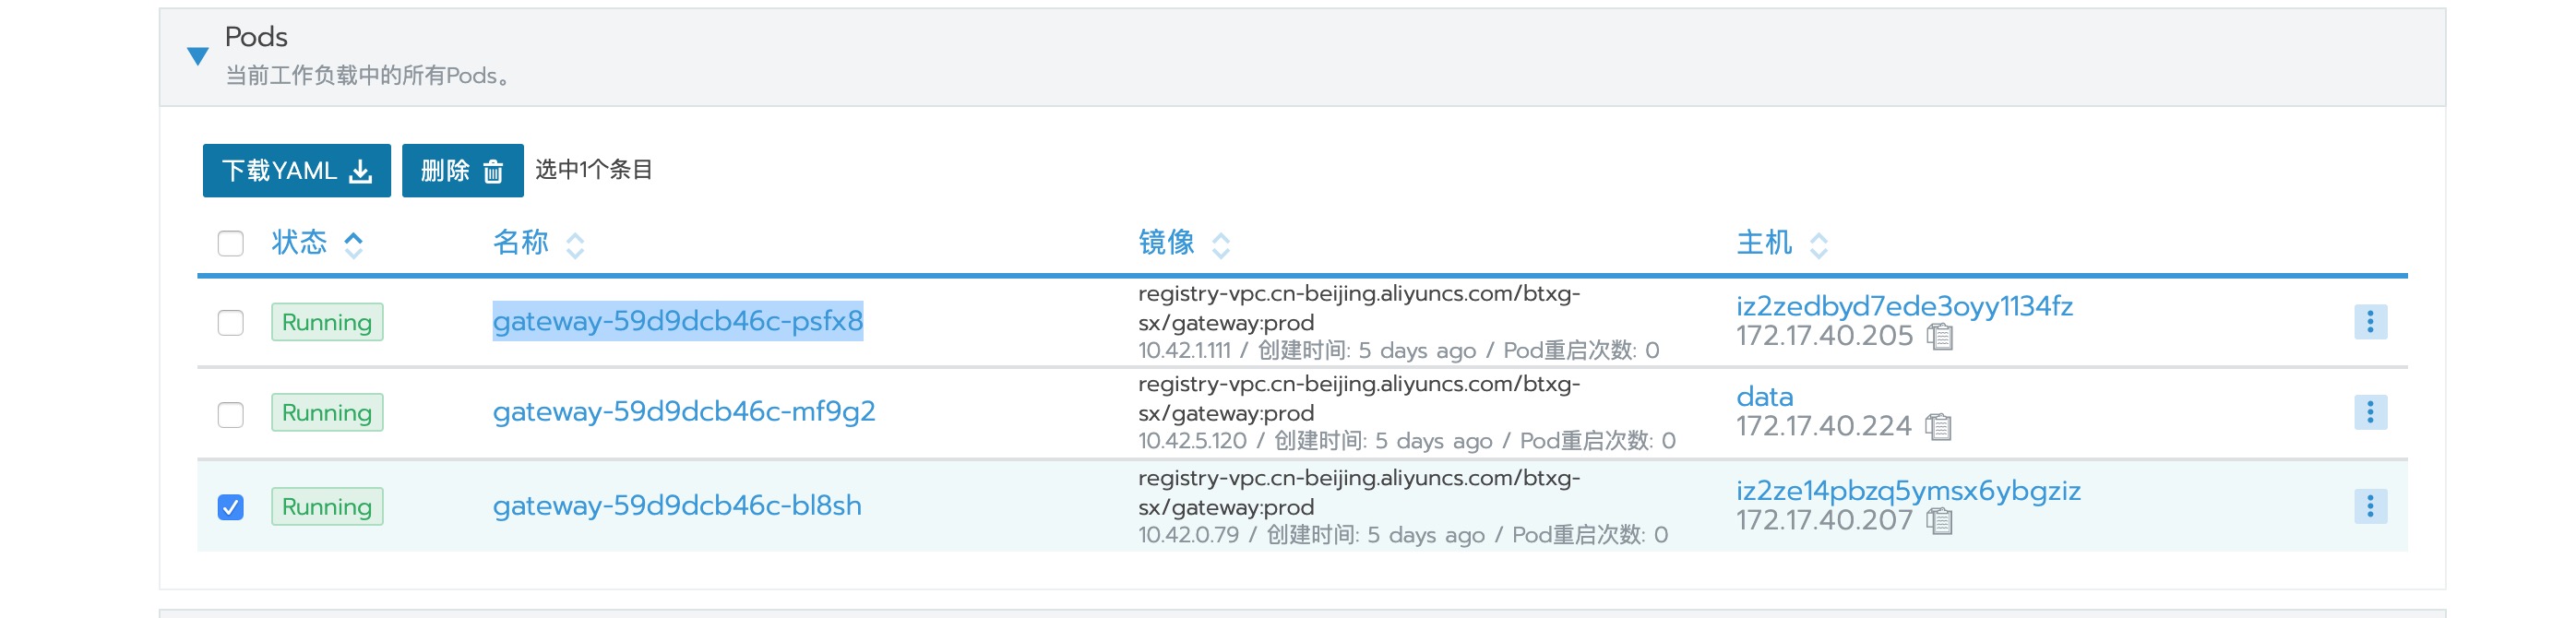 Pods
当前工作负载中的所有Pods。
下载YAML 删除 选中1个条目
状态 名称 镜像 主机
Running gateway-59d9dcb46c-psfx8 registry-vpc.cn-beijing.aliyuncs.com/btxg-
sx/gateway:prod
10.42.1.111 / 创建时间: 5 days ago / Pod重启次数: 0
iz2zedbyd7ede3oyy1134fz
172.17.40.205
Running gateway-59d9dcb46c-mf9g2 registry-vpc.cn-beijing.aliyuncs.com/btxg-
sx/gateway:prod
10.42.5.120 / 创建时间: 5 days ago / Pod重启次数: 0
data
172.17.40.224
Running gateway-59d9dcb46c-bl8sh registry-vpc.cn-beijing.aliyuncs.com/btxg-
sx/gateway:prod
10.42.0.79 / 创建时间: 5 days ago / Pod重启次数: 0
iz2ze14pbzq5ymsx6ybgziz
172.17.40.207